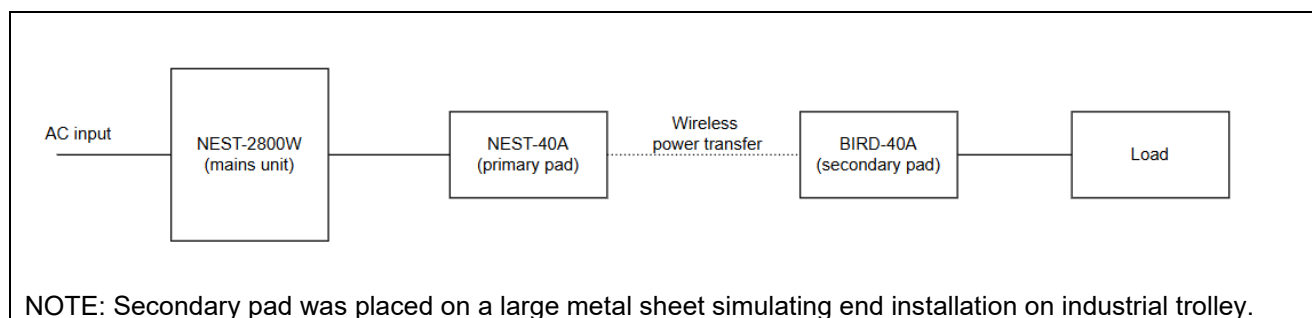 AC input
NEST-2800W
(mains unit)
NEST-40A
(primary pad)
Wireless
power transfer
BIRD-40A
(secondary pad)
Load
NOTE: Secondary pad was placed on a large metal sheet simulating end installation on industrial trolley.